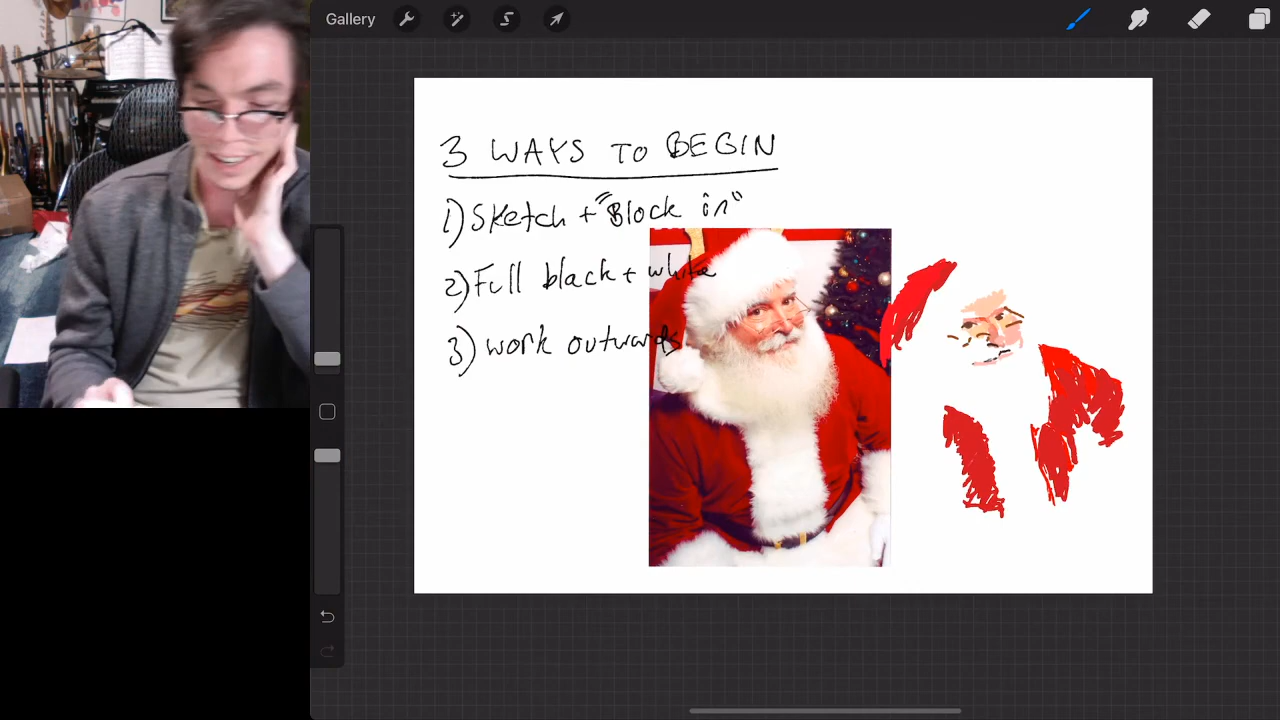 Gallery
3 WAYS TO BEGIN
1) Sketch + "Block in"
2) Full black + white
3) work outwards